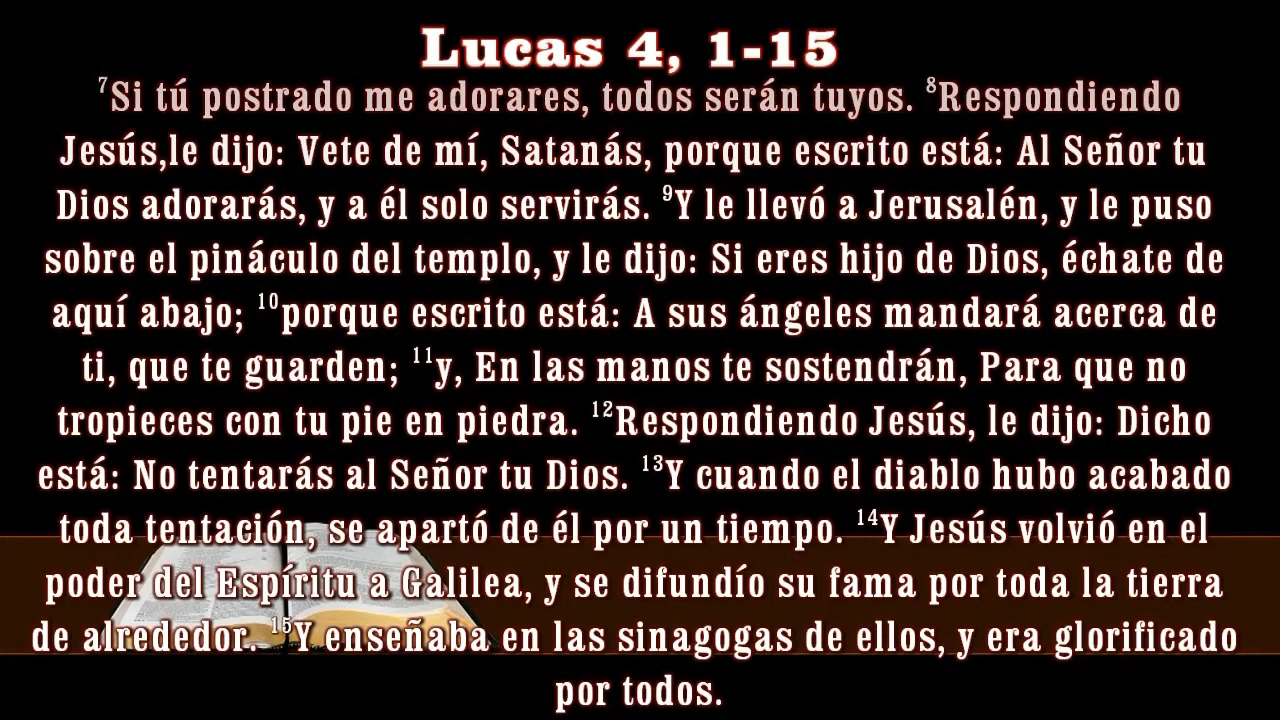 Lucas 4, 1-15
⁷Si tú postrado me adorares, todos serán tuyos. ⁸Respondiendo
Jesús,le dijo: Vete de mí, Satanás, porque escrito está: Al Señor tu
Dios adorarás, y a él solo servirás. ⁹Y le llevó a Jerusalén, y le puso
sobre el pináculo del templo, y le dijo: Si eres hijo de Dios, échate de
aquí abajo; ¹⁰porque escrito está: A sus ángeles mandará acerca de
ti, que te guarden; ¹¹y, En las manos te sostendrán, Para que no
tropieces con tu pie en piedra. ¹²Respondiendo Jesús, le dijo: Dicho
está: No tentarás al Señor tu Dios. ¹³Y cuando el diablo hubo acabado
toda tentación, se apartó de él por un tiempo. ¹⁴Y Jesús volvió en el
poder del Espíritu a Galilea, y se difundío su fama por toda la tierra
de alrededor. ¹⁵Y enseñaba en las sinagogas de ellos, y era glorificado
por todos.